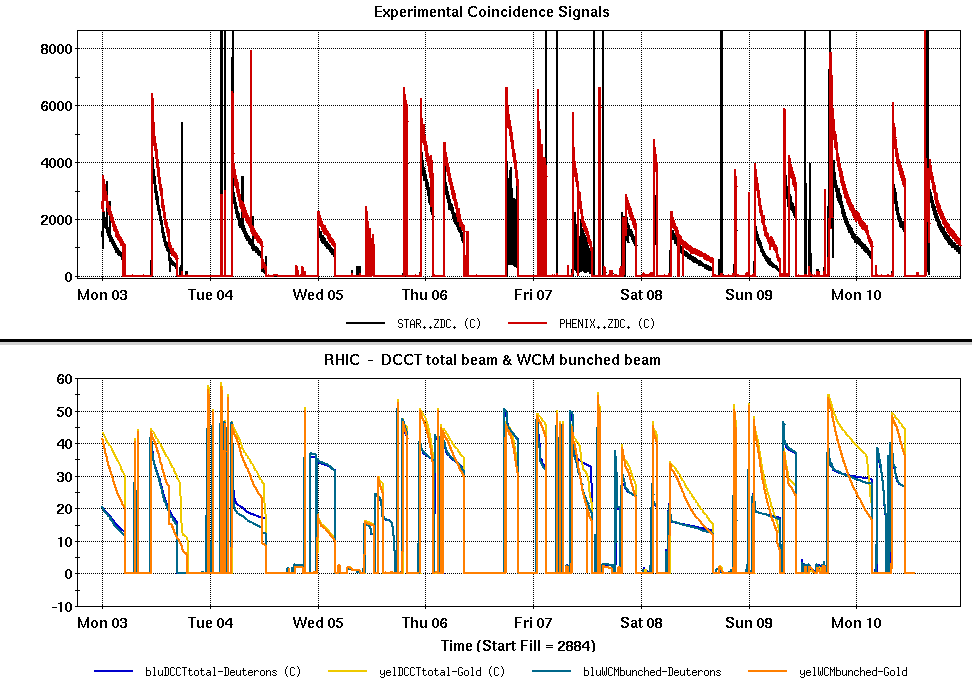 Experimental Coincidence Signals
8000
6000
4000
2000
0
Mon 03 Tue 04 Wed 05 Thu 06 Fri 07 Sat 08 Sun 09 Mon 10
STAR..ZDC. (C) PHENIX..ZDC. (C)
RHIC - DCCT total beam & WCM bunched beam
60
50
40
30
20
10
0
-10
Mon 03 Tue 04 Wed 05 Thu 06 Fri 07 Sat 08 Sun 09 Mon 10
Time (Start Fill = 2884)
bluDCCTtotal-Deuterons (C) yelDCCTtotal-Gold (C) bluWCMbunched-Deuterons yelWCMbunched-Gold